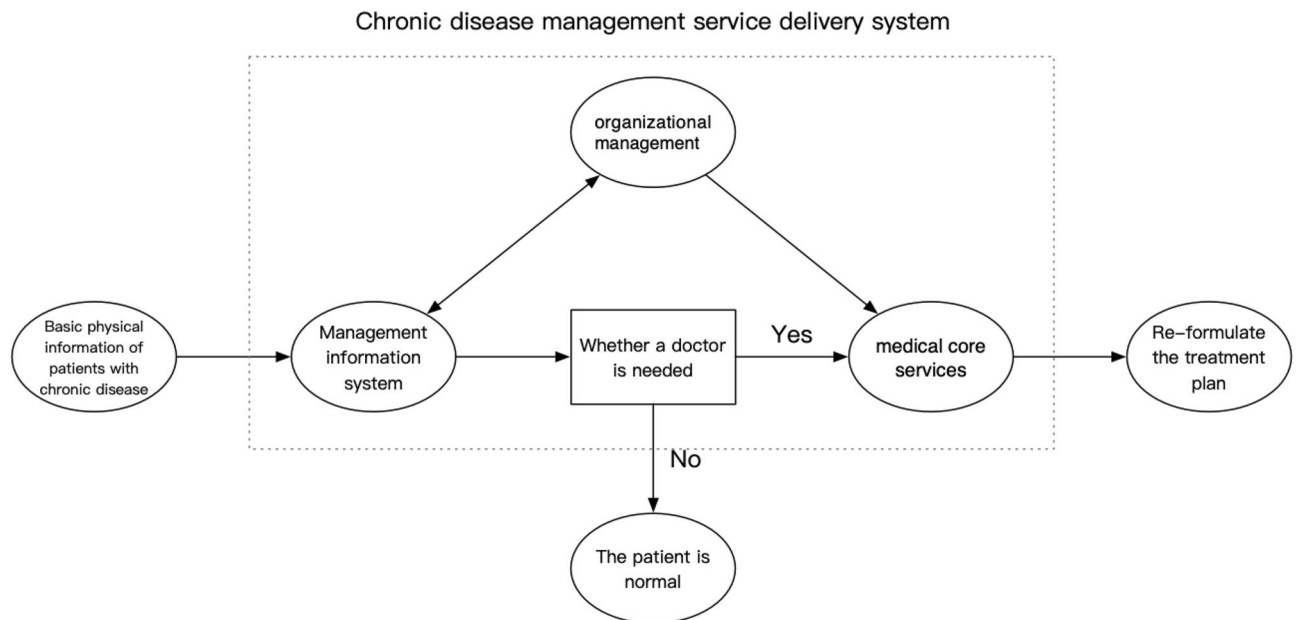 Chronic disease management service delivery system
organizational
management
Basic physical
information of
patients with
chronic disease
Management
information
system
Whether a doctor
is needed
Yes
medical core
services
Re-formulate
the treatment
plan
No
The patient is
normal